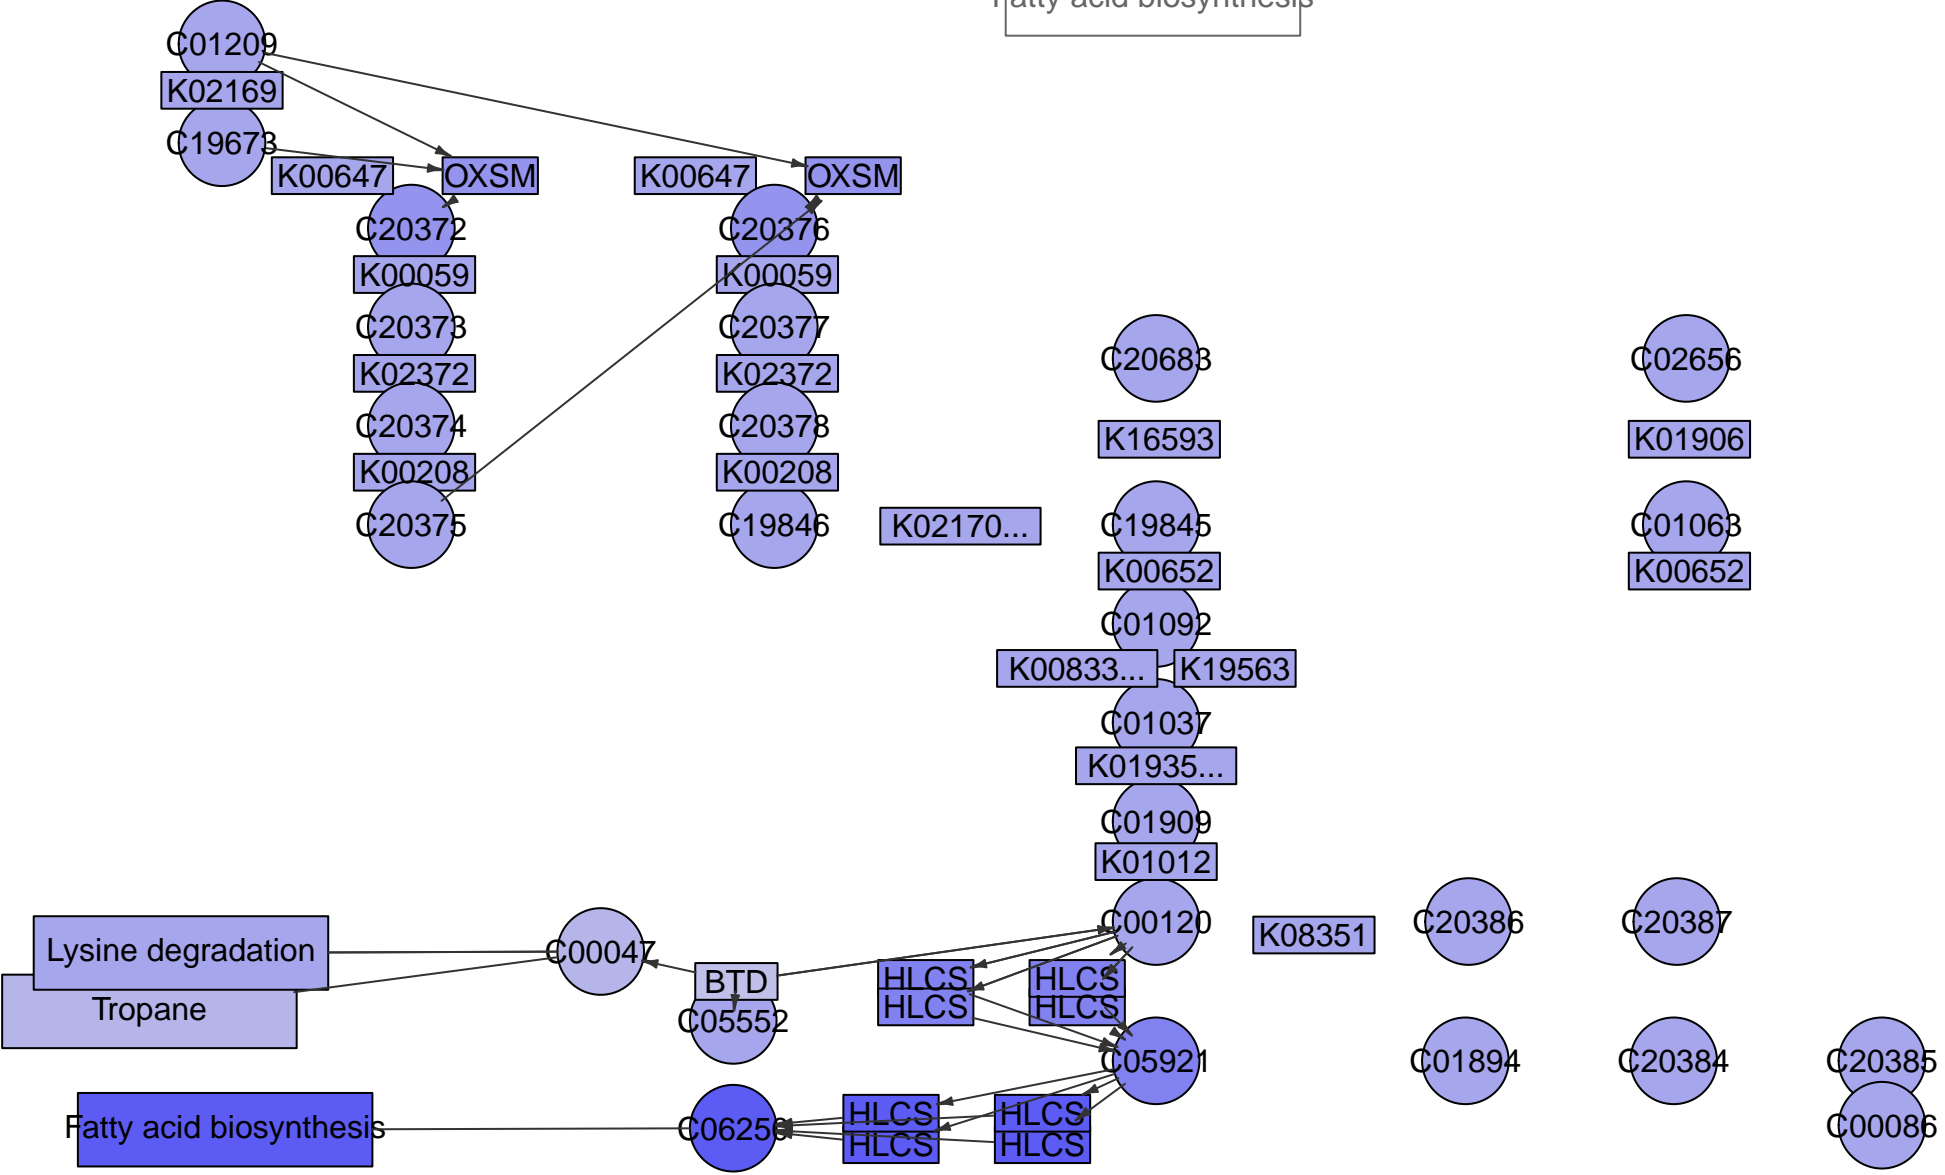 Fatty acid biosynthesis
C01209
K02169
C19673
K00647
OXSM
K00647
OXSM
C20372
C20376
K00059
K00059
C20373
C20377
C20683
C02656
K02372
K02372
C20374
C20378
K16593
K01906
K00208
K00208
C20375
C19846
K02170...
C19845
C01063
K00652
K00652
C01092
K00833...
K19563
C01037
K01935...
C01909
K01012
C00120
K08351
C20386
C20387
Lysine degradation
C00047
BTD
HLCS
HLCS
Tropane
HLCS
HLCS
C05552
C05921
C01894
C20384
C20385
Fatty acid biosynthesis
C06250
HLCS
HLCS
HLCS
HLCS
C00086